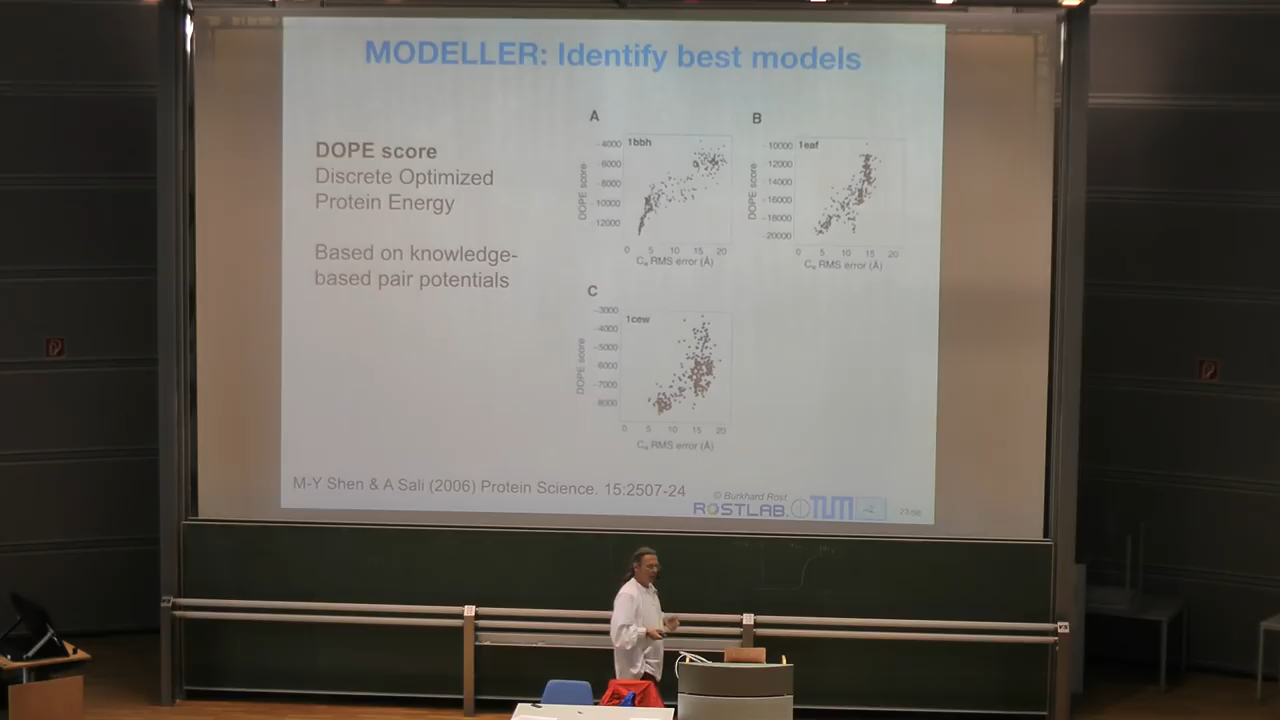 MODELLER: Identify best models
DOPE score
Discrete Optimized
Protein Energy
Based on knowledge-
based pair potentials
A
1bbh
-4000
-6000
-8000
-10000
-12000
DOPE score
0 5 10 15 20
Cα RMS error (Å)
B
1eaf
-10000
-12000
-14000
-16000
-18000
-20000
DOPE score
0 5 10 15 20
Cα RMS error (Å)
C
1cew
-3000
-4000
-5000
-6000
-7000
-8000
DOPE score
0 5 10 15 20
Cα RMS error (Å)
M-Y Shen & A Sali (2006) Protein Science. 15:2507-24
© Burkhard Rost
ROSTLAB.
TUM